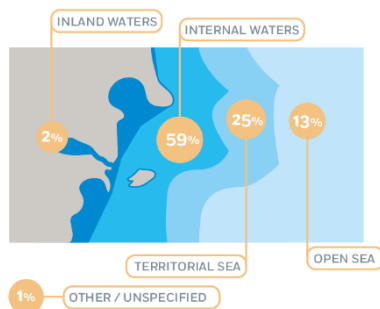 INLAND WATERS
INTERNAL WATERS
2%
59%
25%
13%
TERRITORIAL SEA
OPEN SEA
1%
OTHER / UNSPECIFIED